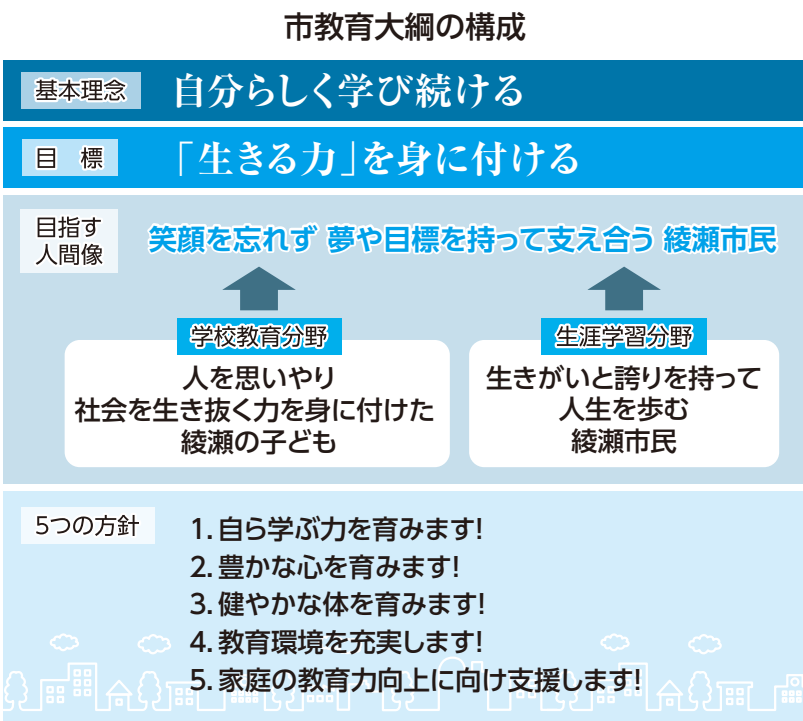 市教育大綱の構成
基本理念
自分らしく学び続ける
目　標
「生きる力」を身に付ける
目指す
人間像
笑顔を忘れず 夢や目標を持って支え合う 綾瀬市民
学校教育分野
人を思いやり
社会を生き抜く力を身に付けた
綾瀬の子ども
生涯学習分野
生きがいと誇りを持って
人生を歩む
綾瀬市民
5つの方針
1. 自ら学ぶ力を育みます!
2. 豊かな心を育みます!
3. 健やかな体を育みます!
4. 教育環境を充実します!
5. 家庭の教育力向上に向け支援します!